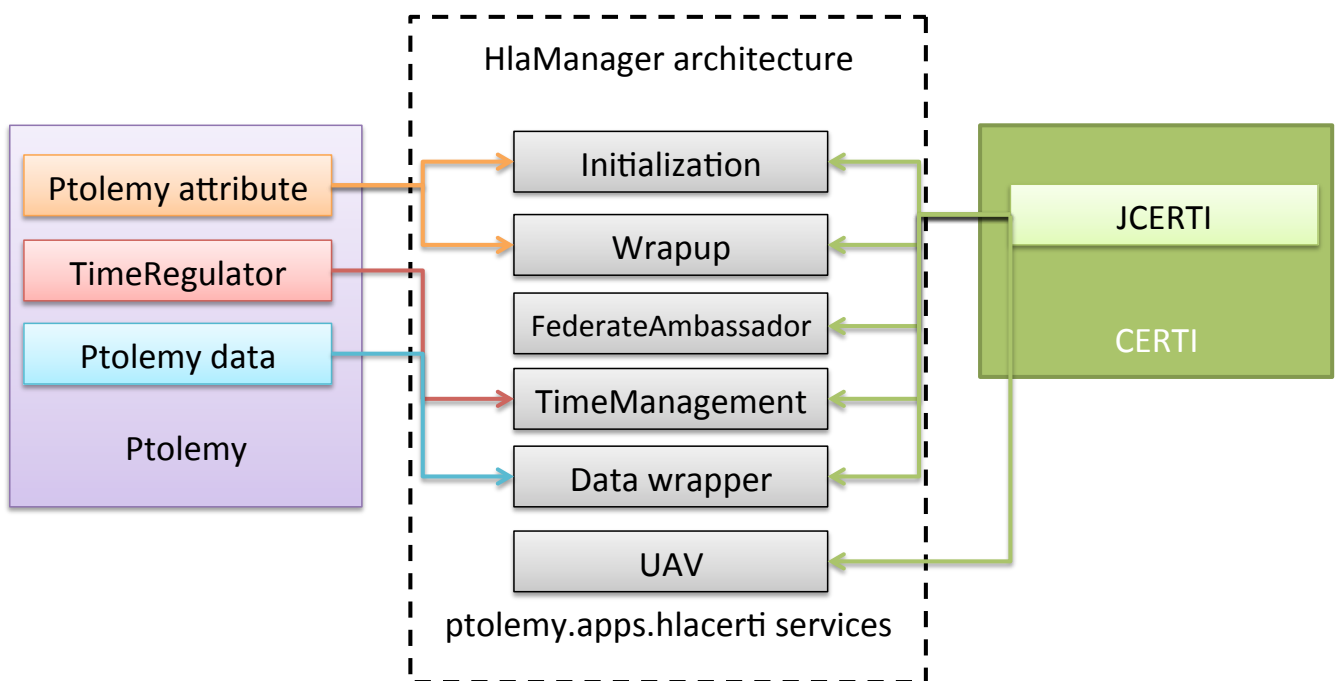 HlaManager architecture
Ptolemy attribute
TimeRegulator
Ptolemy data
Ptolemy
Initialization
Wrapup
FederateAmbassador
TimeManagement
Data wrapper
UAV
ptolemy.apps.hlacerti services
JCERTI
CERTI